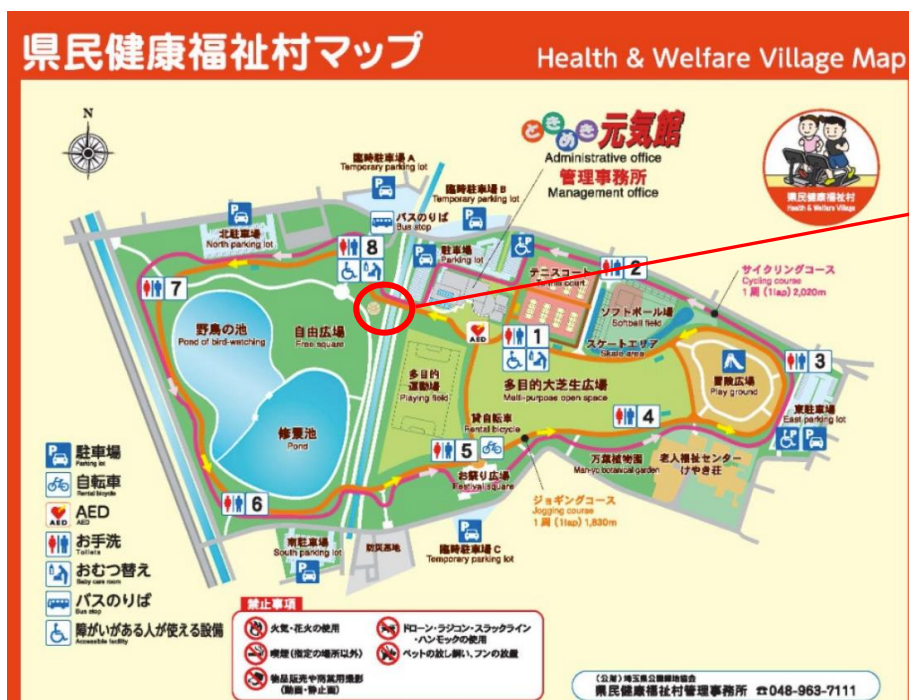 県民健康福祉村マップ
Health & Welfare Village Map
N
ときめき元気館
Administrative office
管理事務所
Management office
県民健康福祉村
Health & Welfare Village
臨時駐車場A
Temporary parking lot
臨時駐車場B
Temporary parking lot
バスのりば
Bus stop
北駐車場
North parking lot
駐車場
Parking lot
8
7
テニスコート
Tennis court
2
サイクリングコース
Cycling course
1周 (1lap) 2,020m
ソフトボール場
Softball field
スケートエリア
Skate area
野鳥の池
Pond of bird-watching
自由広場
Free square
AED
1
3
冒険広場
Play ground
多目的
運動場
Playing field
多目的大芝生広場
Multi-purpose open space
東駐車場
East parking lot
修景池
Pond
貸自転車
Rental bicycle
4
5
万葉植物園
Man-yo botanical garden
老人福祉センター
けやき荘
お祭り広場
Festival square
ジョギングコース
Jogging course
1周 (1lap) 1,830m
6
南駐車場
South parking lot
防災基地
臨時駐車場C
Temporary parking lot
駐車場
Parking lot
自転車
Rental bicycle
AED
AED
お手洗
Toilets
おむつ替え
Baby care room
バスのりば
Bus stop
障がいがある人が使える設備
Accessible facility
禁止事項
火気・花火の使用
ドローン・ラジコン・スラックライン
・ハンモックの使用
喫煙(指定の場所以外)
ペットの放し飼い、フンの放置
物品販売や商業用撮影
(動画・静止画)
(公財)埼玉県公園緑地協会
県民健康福祉村管理事務所 ☎048-963-7111